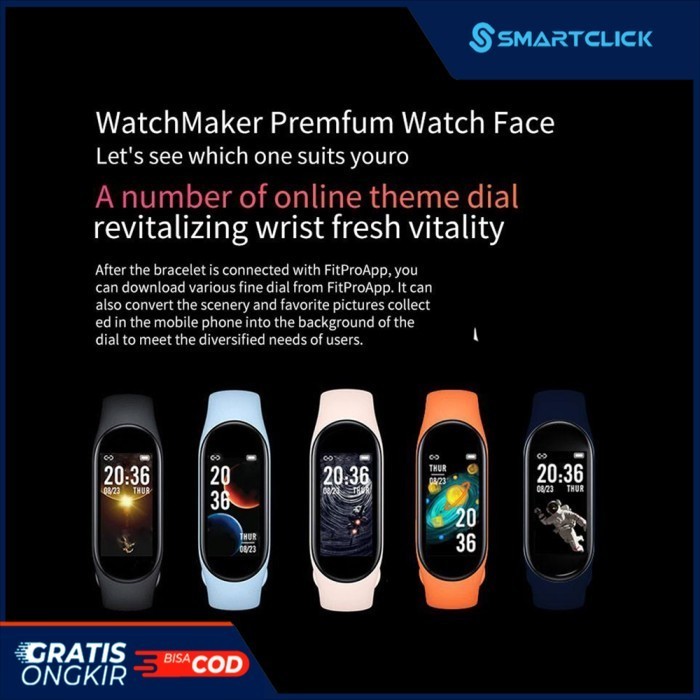 SMARTCLICK
WatchMaker Premfum Watch Face
Let's see which one suits youro
A number of online theme dial
revitalizing wrist fresh vitality
After the bracelet is connected with FitProApp, you
can download various fine dial from FitProApp. It can
also convert the scenery and favorite pictures collect
ed in the mobile phone into the background of the
dial to meet the diversified needs of users.
20:36
08/23 THUR
20
36
THUR
08/23
20:36
08/23 THUR
THUR
08/23
20
36
20:36
08/23 THUR
GRATIS
ONGKIR
BISA COD